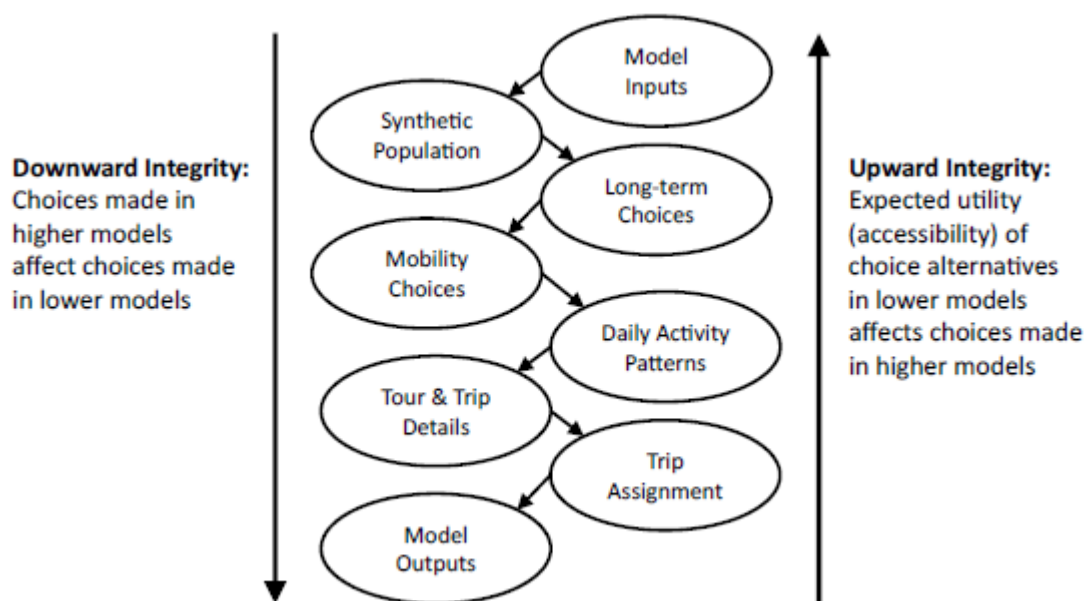 Model
Inputs
Synthetic
Population
Downward Integrity:
Choices made in
higher models
affect choices made
in lower models
Long-term
Choices
Upward Integrity:
Expected utility
(accessibility) of
choice alternatives
in lower models
affects choices made
in higher models
Mobility
Choices
Daily Activity
Patterns
Tour & Trip
Details
Trip
Assignment
Model
Outputs